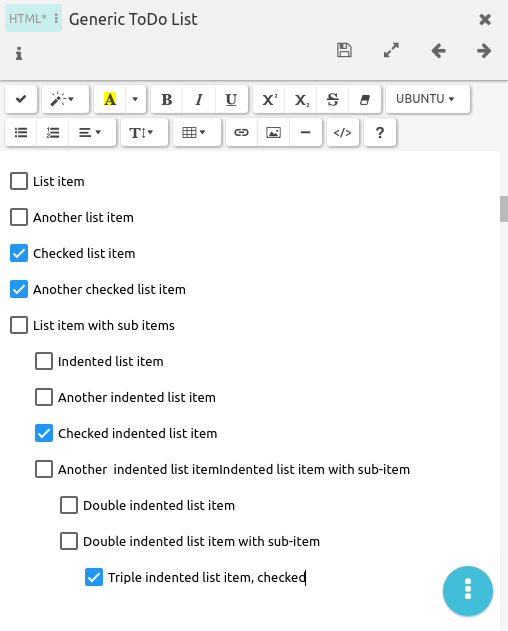 HTML* Generic ToDo List
A B I U X² X₂ S UBUNTU
T </> ?
List item
Another list item
Checked list item
Another checked list item
List item with sub items
Indented list item
Another indented list item
Checked indented list item
Another  indented list itemIndented list item with sub-item
Double indented list item
Double indented list item with sub-item
Triple indented list item, checked